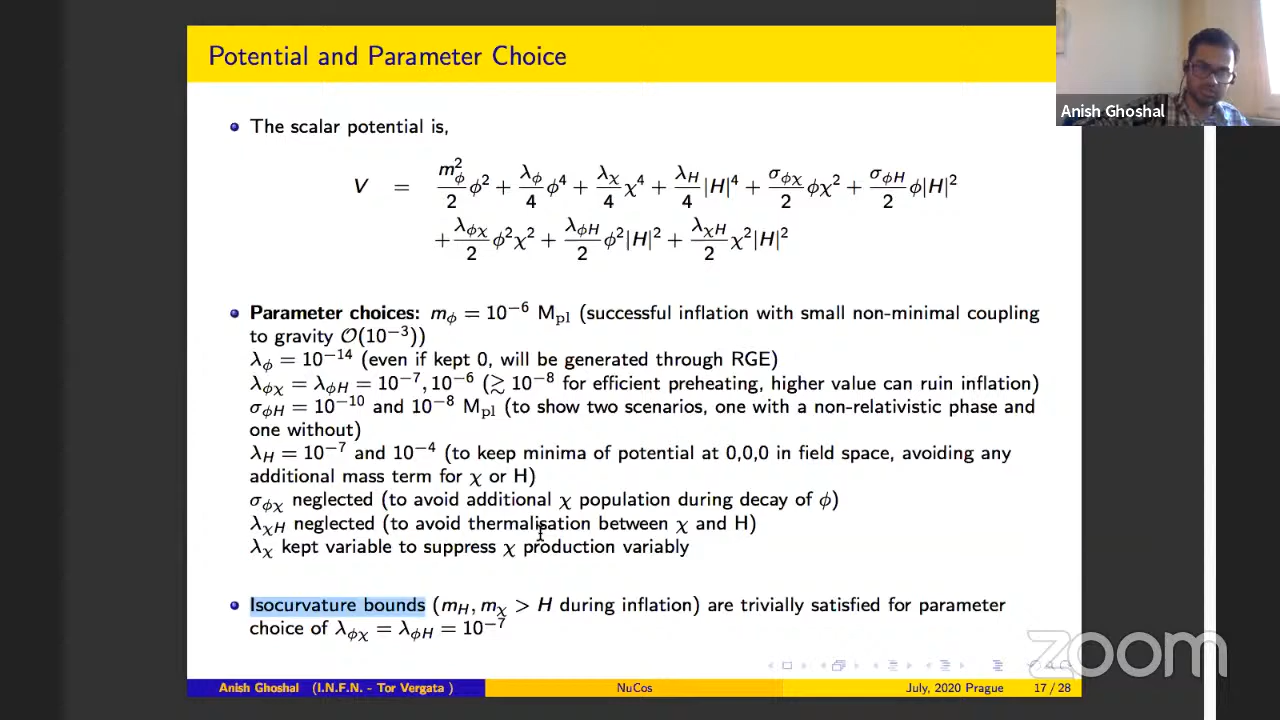 Potential and Parameter Choice
Anish Ghoshal
The scalar potential is,
V = m_ϕ^2/2 ϕ^2 + λ_ϕ/4 ϕ^4 + λ_χ/4 χ^4 + λ_H/4 |H|^4 + σ_ϕχ/2 ϕχ^2 + σ_ϕH/2 ϕ|H|^2
+ λ_ϕχ/2 ϕ^2χ^2 + λ_ϕH/2 ϕ^2|H|^2 + λ_χH/2 χ^2|H|^2
Parameter choices: m_ϕ = 10^−6 M_pl (successful inflation with small non-minimal coupling
to gravity O(10^−3))
λ_ϕ = 10^−14 (even if kept 0, will be generated through RGE)
λ_ϕχ = λ_ϕH = 10^−7, 10^−6 (≳ 10^−8 for efficient preheating, higher value can ruin inflation)
σ_ϕH = 10^−10 and 10^−8 M_pl (to show two scenarios, one with a non-relativistic phase and
one without)
λ_H = 10^−7 and 10^−4 (to keep minima of potential at 0,0,0 in field space, avoiding any
additional mass term for χ or H)
σ_ϕχ neglected (to avoid additional χ population during decay of ϕ)
λ_χH neglected (to avoid thermalisation between χ and H)
λ_χ kept variable to suppress χ production variably
Isocurvature bounds (m_H, m_χ > H during inflation) are trivially satisfied for parameter
choice of λ_ϕχ = λ_ϕH = 10^−7
zoom
Anish Ghoshal (I.N.F.N. - Tor Vergata ) NuCos July, 2020 Prague 17 / 28